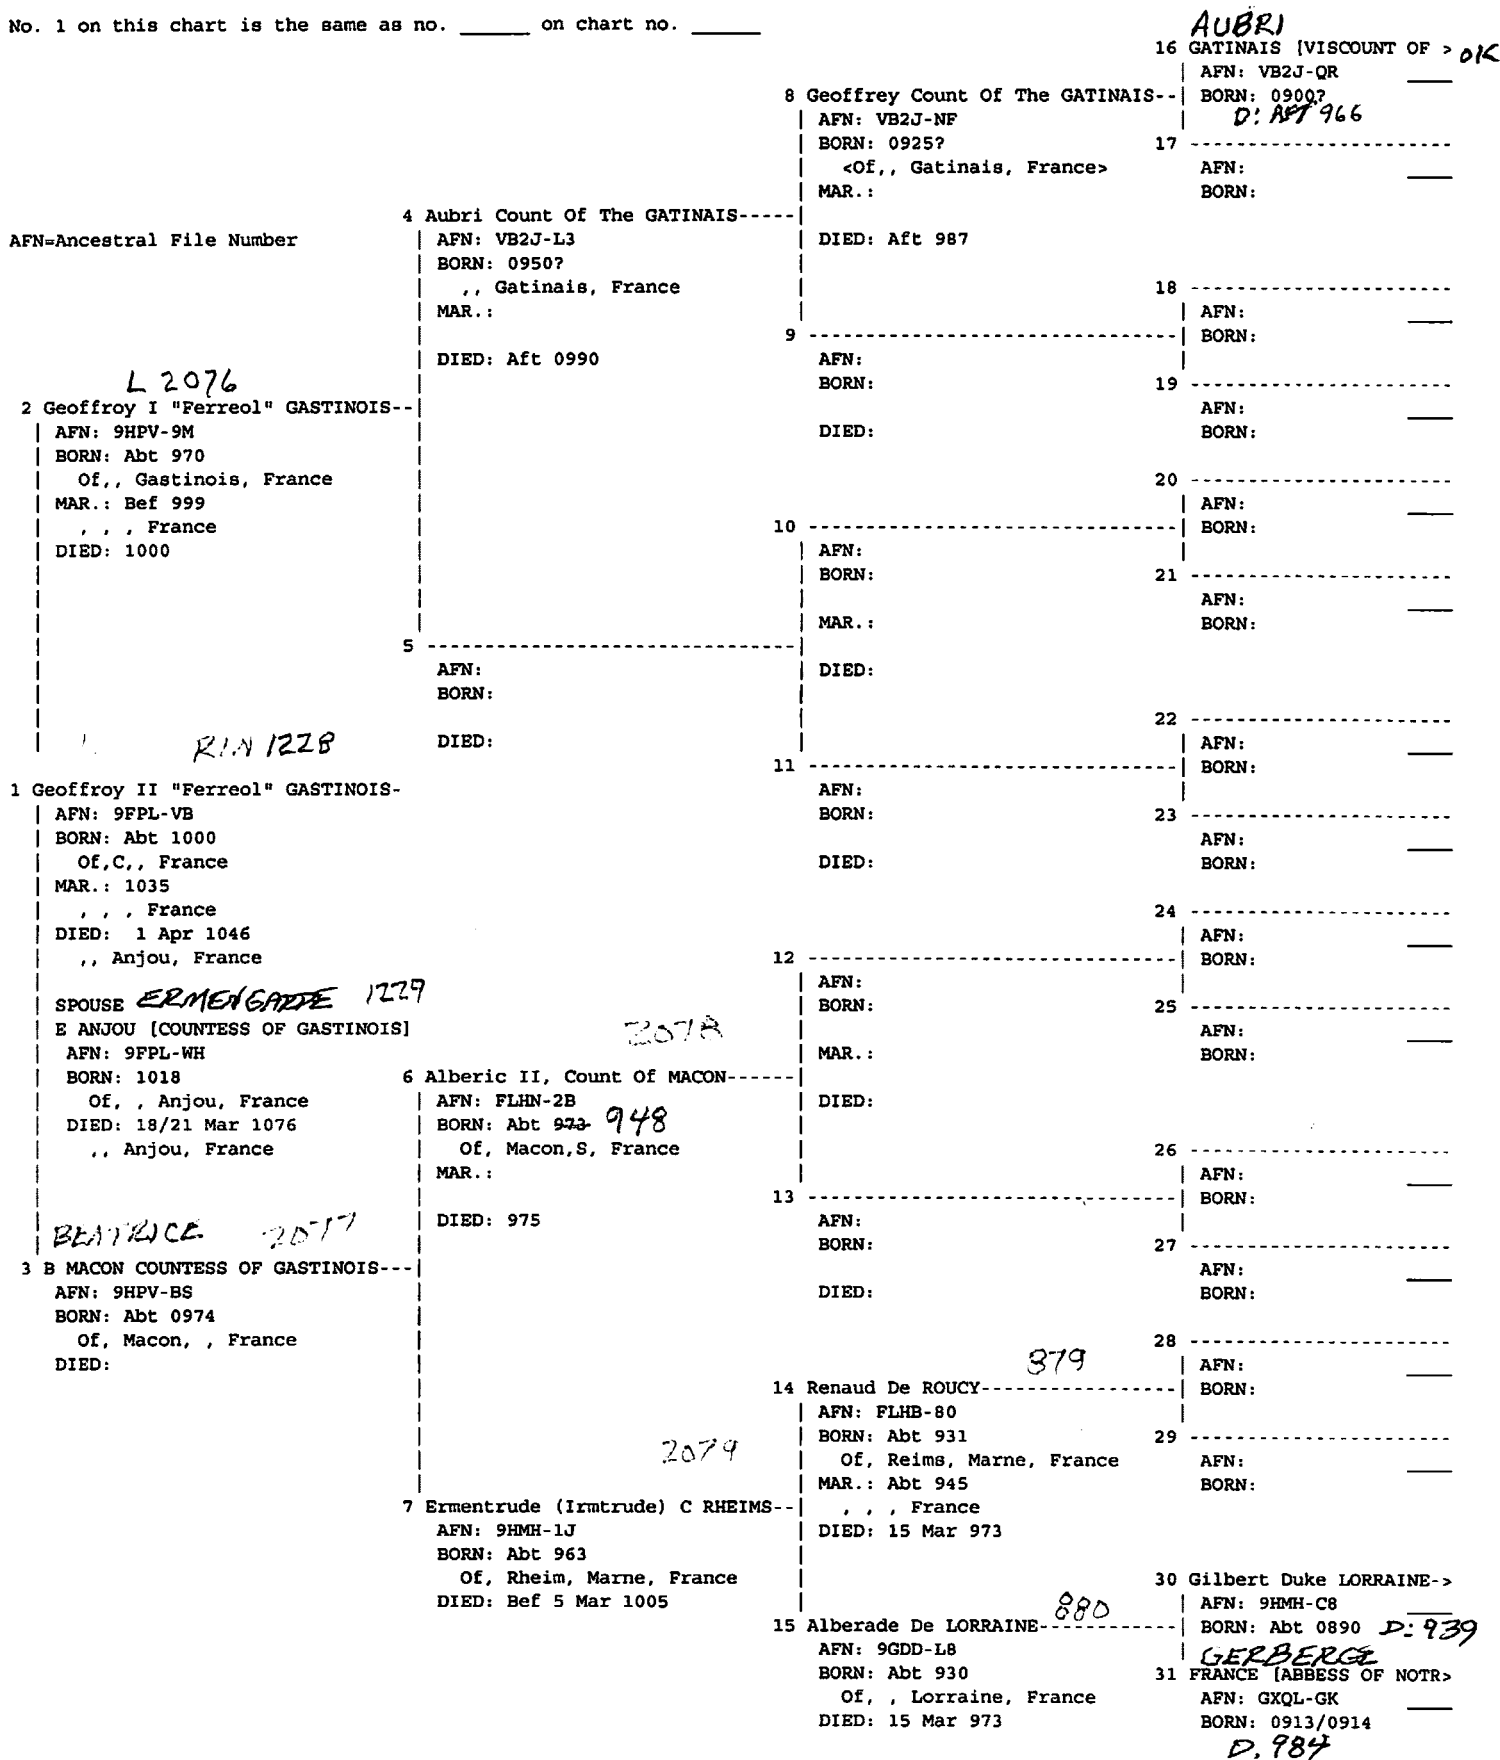 No. 1 on this chart is the same as no. ______ on chart no. ______
AFN=Ancestral File Number
RIN 1228
1 Geoffroy II "Ferreol" GASTINOIS-
AFN: 9FPL-VB
BORN: Abt 1000
Of,C,, France
MAR.: 1035
, , , France
DIED: 1 Apr 1046
,, Anjou, France
SPOUSE ERMENGARDE 1229
E ANJOU [COUNTESS OF GASTINOIS]
AFN: 9FPL-WH
BORN: 1018
Of, , Anjou, France
DIED: 18/21 Mar 1076
,, Anjou, France
L 2076
2 Geoffroy I "Ferreol" GASTINOIS--
AFN: 9HPV-9M
BORN: Abt 970
Of,, Gastinois, France
MAR.: Bef 999
, , , France
DIED: 1000
BEATRICE 2077
3 B MACON COUNTESS OF GASTINOIS---
AFN: 9HPV-BS
BORN: Abt 0974
Of, Macon, , France
DIED:
4 Aubri Count Of The GATINAIS-----
AFN: VB2J-L3
BORN: 0950?
,, Gatinais, France
MAR.:
DIED: Aft 0990
5 ------------------------------
AFN:
BORN:
DIED:
2078
6 Alberic II, Count Of MACON------
AFN: FLHN-2B
BORN: Abt 973 948
Of, Macon,S, France
MAR.:
DIED: 975
2079
7 Ermentrude (Irmtrude) C RHEIMS--
AFN: 9HMH-1J
BORN: Abt 963
Of, Rheim, Marne, France
DIED: Bef 5 Mar 1005
8 Geoffrey Count Of The GATINAIS--
AFN: VB2J-NF
BORN: 0925?
<Of,, Gatinais, France>
MAR.:
DIED: Aft 987
9 ------------------------------
AFN:
BORN:
DIED:
10 ------------------------------
AFN:
BORN:
MAR.:
DIED:
11 ------------------------------
AFN:
BORN:
DIED:
12 ------------------------------
AFN:
BORN:
MAR.:
DIED:
13 ------------------------------
AFN:
BORN:
DIED:
879
14 Renaud De ROUCY----------------
AFN: FLHB-80
BORN: Abt 931
Of, Reims, Marne, France
MAR.: Abt 945
, , , France
DIED: 15 Mar 973
880
15 Alberade De LORRAINE-----------
AFN: 9GDD-L8
BORN: Abt 930
Of, , Lorraine, France
DIED: 15 Mar 973
AUBRI
16 GATINAIS [VISCOUNT OF > OK
AFN: VB2J-QR
BORN: 0900?
D: AFT 966
17 ----------------------
AFN:
BORN:
18 ----------------------
AFN:
BORN:
19 ----------------------
AFN:
BORN:
20 ----------------------
AFN:
BORN:
21 ----------------------
AFN:
BORN:
22 ----------------------
AFN:
BORN:
23 ----------------------
AFN:
BORN:
24 ----------------------
AFN:
BORN:
25 ----------------------
AFN:
BORN:
26 ----------------------
AFN:
BORN:
27 ----------------------
AFN:
BORN:
28 ----------------------
AFN:
BORN:
29 ----------------------
AFN:
BORN:
30 Gilbert Duke LORRAINE->
AFN: 9HMH-C8
BORN: Abt 0890 D: 939
GERBERGE
31 FRANCE [ABBESS OF NOTR>
AFN: GXQL-GK
BORN: 0913/0914
D. 984